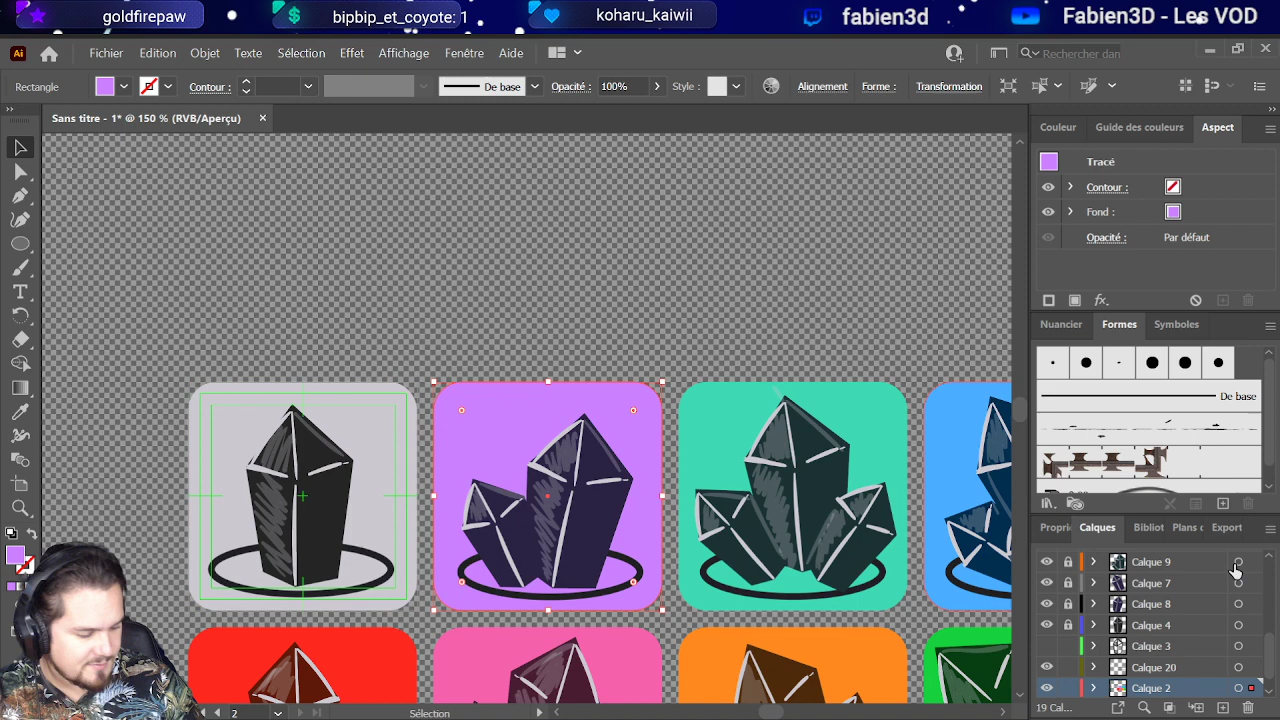 goldfirepaw
bipbip_et_coyote: 1
koharu_kaiwii
fabien3d
Fabien3D - Les VOD
Ai
Fichier Edition Objet Texte Sélection Effet Affichage Fenêtre Aide
Rechercher dan
Rectangle
Contour :
De base
Opacité : 100%
Style :
Alignement
Forme :
Transformation
Sans titre - 1* @ 150 % (RVB/Aperçu)
Couleur Guide des couleurs Aspect
Tracé
Contour :
Fond :
Opacité : Par défaut
fx
Nuancier Formes Symboles
De base
Propri Calques Bibliot Plans c Export
Calque 9
Calque 7
Calque 8
Calque 4
Calque 3
Calque 20
Calque 2
19 Cal...
2
Sélection